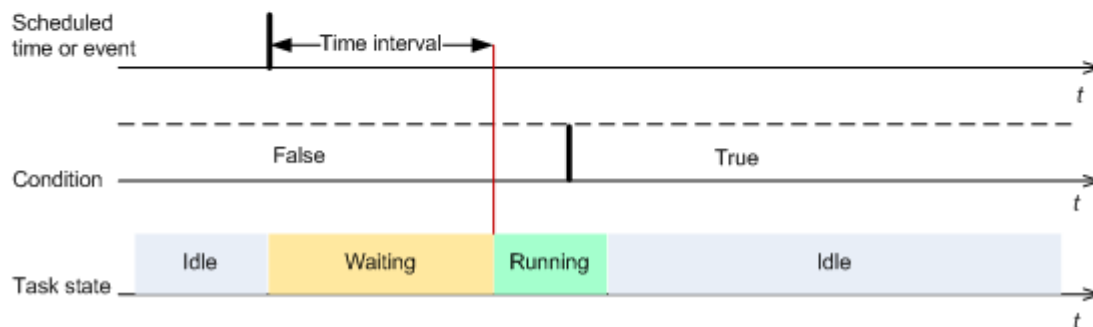 Scheduled
time or event
Time interval
t
False
True
Condition
t
Idle
Waiting
Running
Idle
Task state
t